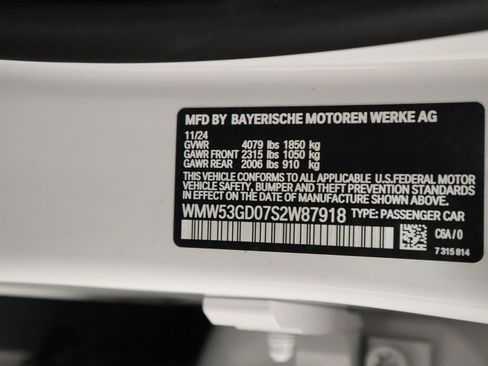 MFD BY BAYERISCHE MOTOREN WERKE AG
11/24
GVWR 4079 lbs 1850 kg
GAWR FRONT 2315 lbs 1050 kg
GAWR REAR 2006 lbs 910 kg
THIS VEHICLE CONFORMS TO ALL APPLICABLE U.S.FEDERAL MOTOR
VEHICLE SAFETY, BUMPER AND THEFT PREVENTION STANDARDS
IN EFFECT ON THE DATE OF MANUFACTURE SHOWN ABOVE.
WMW53GD07S2W87918 TYPE: PASSENGER CAR
C6A / 0
7 315 814